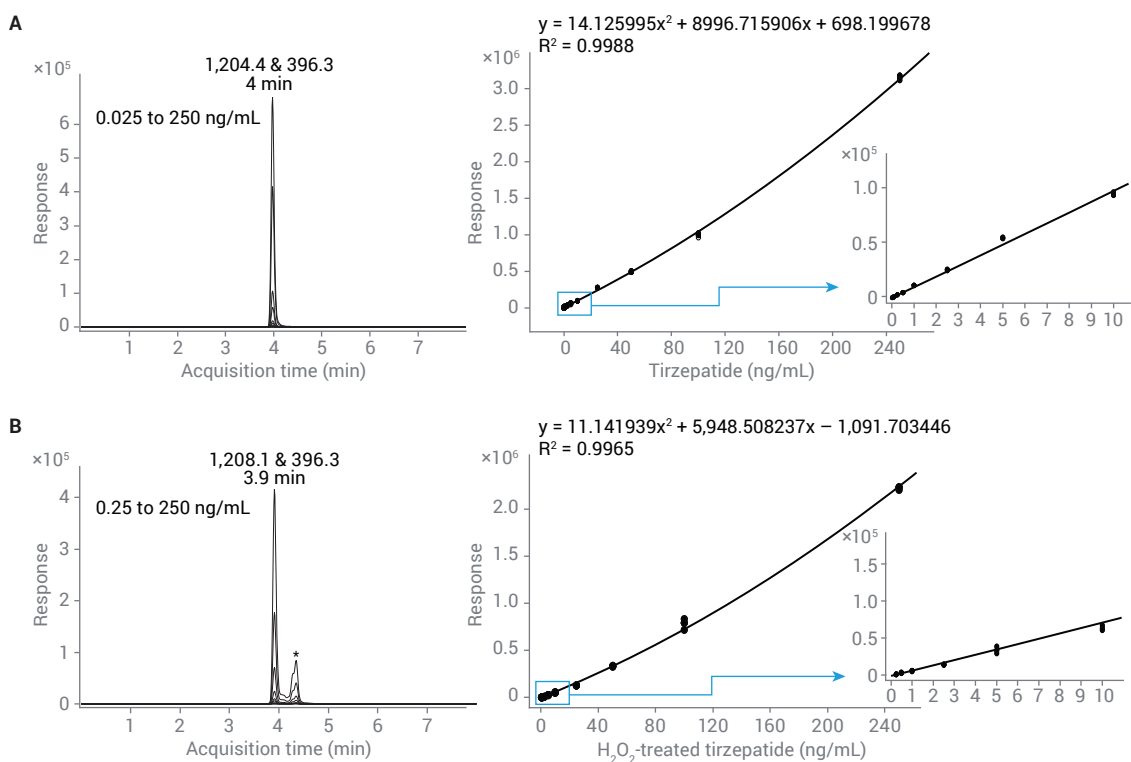 A
1,204.4 & 396.3
4 min
0.025 to 250 ng/mL
×10⁵
6
5
4
3
2
1
0
Response
1 2 3 4 5 6 7
Acquisition time (min)
y = 14.125995x² + 8996.715906x + 698.199678
R² = 0.9988
×10⁶
3.0
2.5
2.0
1.5
1.0
0.5
0
Response
0 40 80 120 160 200 240
Tirzepatide (ng/mL)
×10⁵
1.0
0.5
0
0 1 2 3 4 5 6 7 8 9 10
B
1,208.1 & 396.3
3.9 min
0.25 to 250 ng/mL
×10⁵
4
3
2
1
0
*
Response
1 2 3 4 5 6 7
Acquisition time (min)
y = 11.141939x² + 5,948.508237x – 1,091.703446
R² = 0.9965
×10⁶
2.0
1.5
1.0
0.5
0
Response
0 40 80 120 160 200 240
H₂O₂-treated tirzepatide (ng/mL)
×10⁵
1.5
1.0
0.5
0
0 1 2 3 4 5 6 7 8 9 10